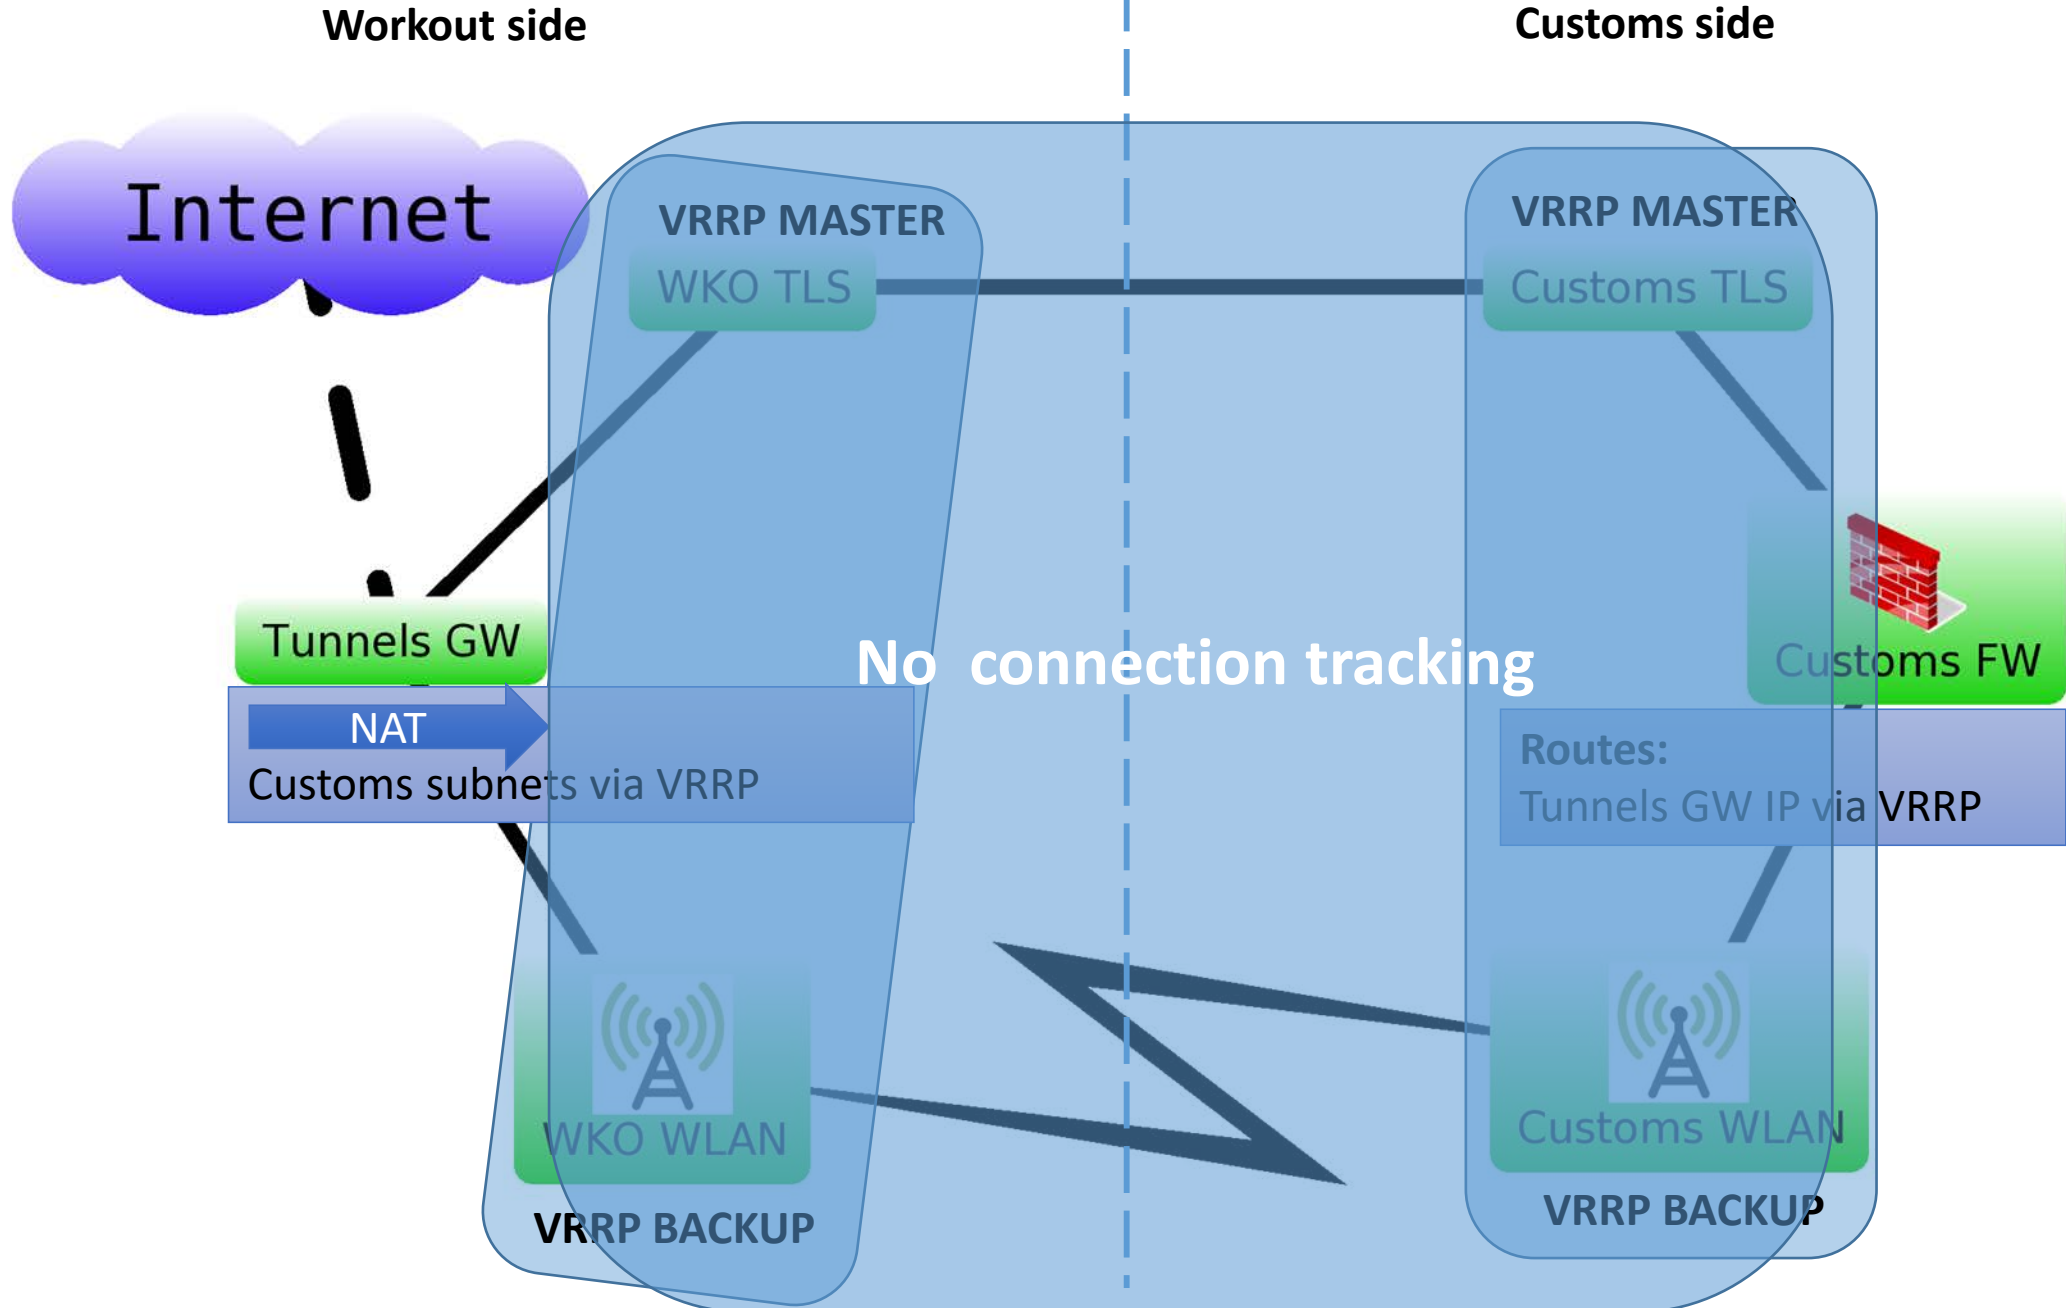 Workout side
Customs side
Internet
VRRP MASTER
WKO TLS
VRRP MASTER
Customs TLS
Tunnels GW
NAT
Customs subnets via VRRP
No connection tracking
Customs FW
Routes:
Tunnels GW IP via VRRP
WKO WLAN
VRRP BACKUP
Customs WLAN
VRRP BACKUP